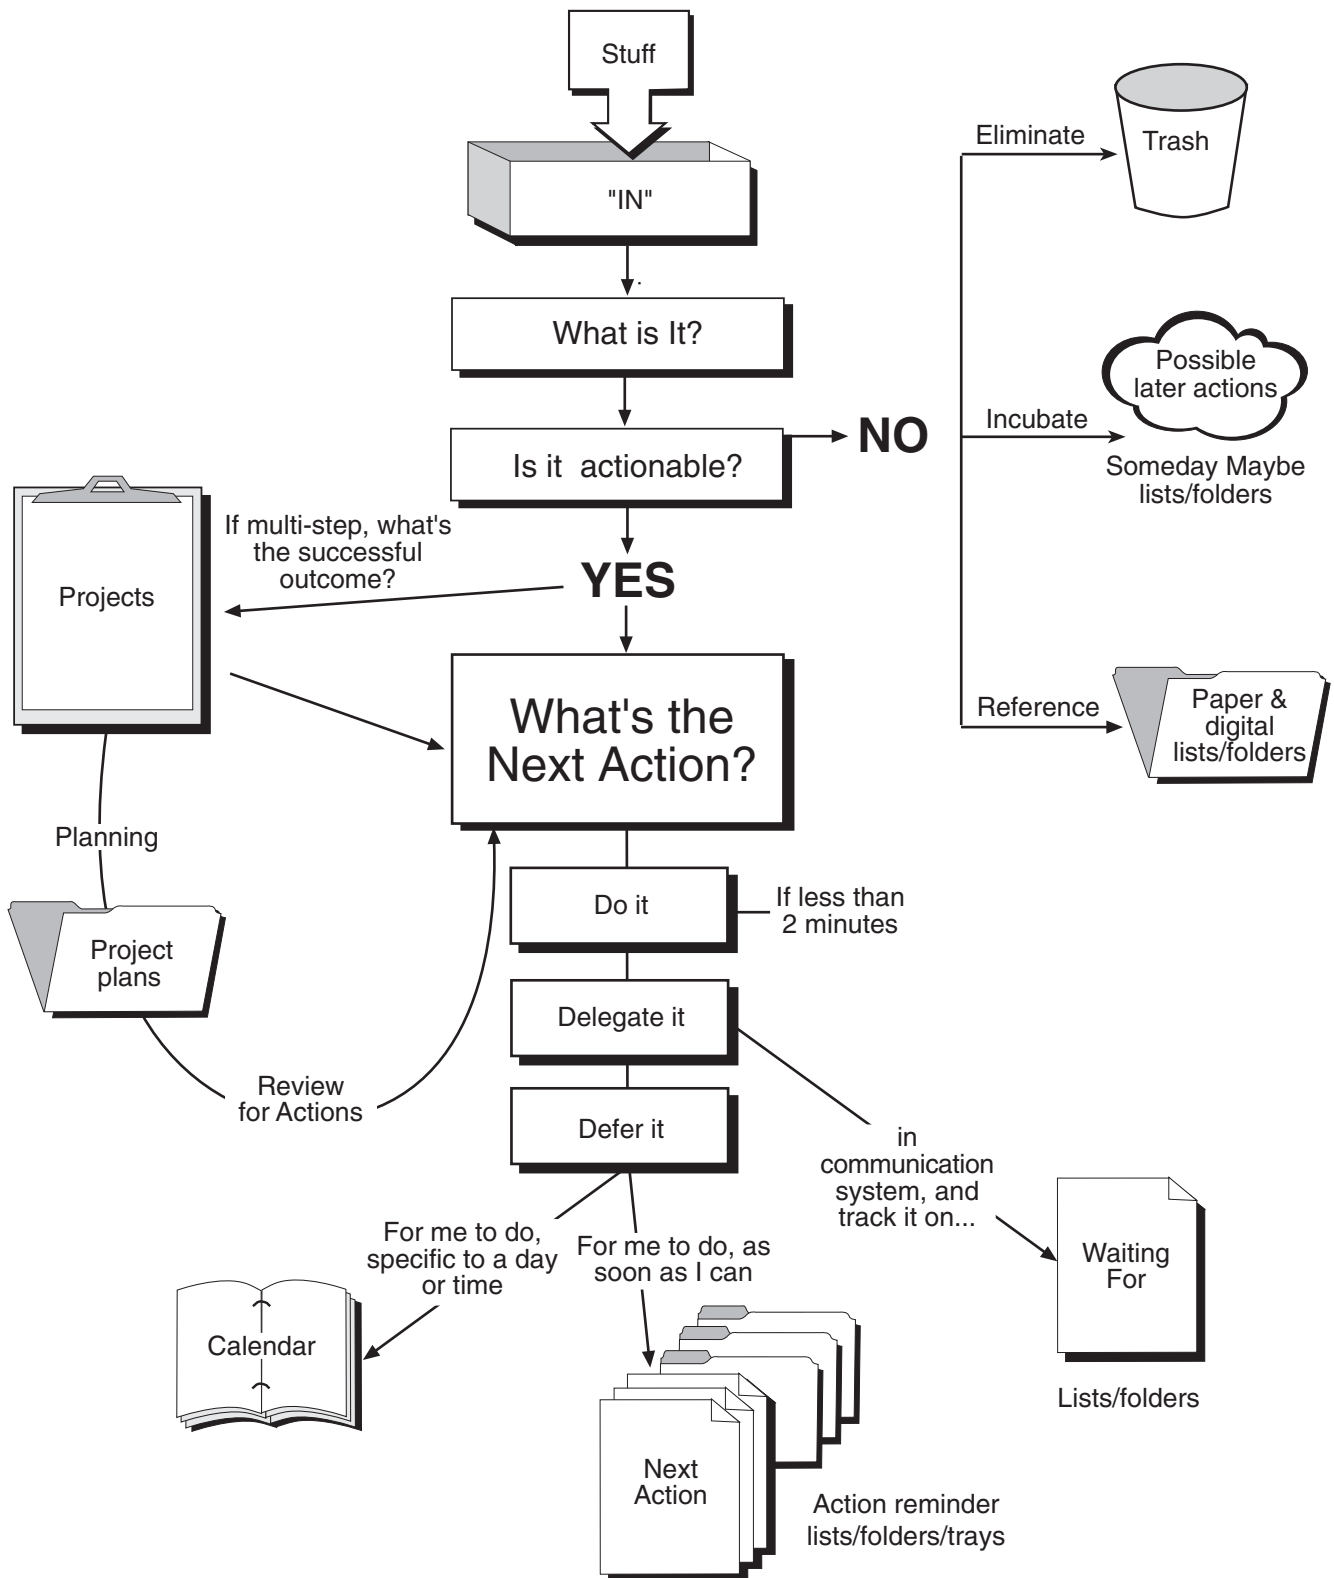 Stuff
"IN"
What is It?
Is it actionable?
NO
Eliminate
Trash
Incubate
Possible
later actions
Someday Maybe
lists/folders
Reference
Paper &
digital
lists/folders
YES
If multi-step, what's
the successful
outcome?
Projects
Planning
Project
plans
Review
for Actions
What's the
Next Action?
Do it
If less than
2 minutes
Delegate it
in
communication
system, and
track it on...
Waiting
For
Lists/folders
Defer it
For me to do,
specific to a day
or time
Calendar
For me to do, as
soon as I can
Next
Action
Action reminder
lists/folders/trays